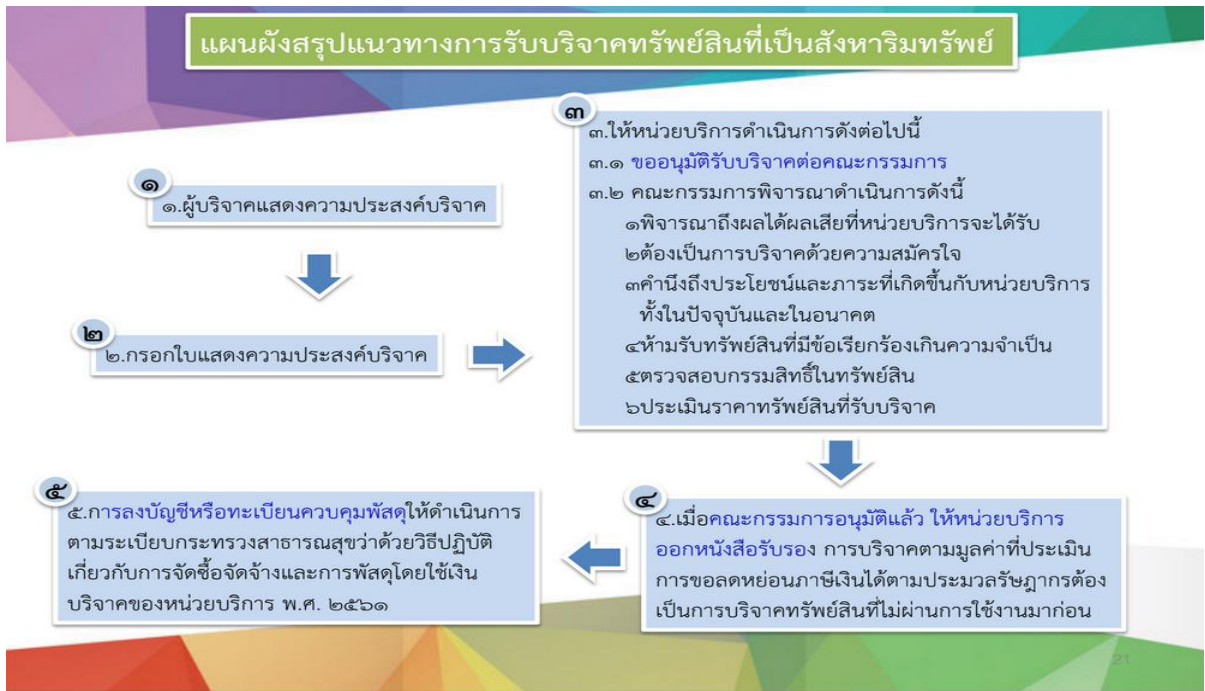 แผนผังสรุปแนวทางการรับบริจาคทรัพย์สินที่เป็นสังหาริมทรัพย์
๑
๑.ผู้บริจาคแสดงความประสงค์บริจาค
๒
๒.กรอกใบแสดงความประสงค์บริจาค
๓
๓.ให้หน่วยบริการดำเนินการดังต่อไปนี้
๓.๑ ขออนุมัติรับบริจาคต่อคณะกรรมการ
๓.๒ คณะกรรมการพิจารณาดำเนินการดังนี้
๑พิจารณาถึงผลได้ผลเสียที่หน่วยบริการจะได้รับ
๒ต้องเป็นการบริจาคด้วยความสมัครใจ
๓คำนึงถึงประโยชน์และภาระที่เกิดขึ้นกับหน่วยบริการ
ทั้งในปัจจุบันและในอนาคต
๔ห้ามรับทรัพย์สินที่มีข้อเรียกร้องเกินความจำเป็น
๕ตรวจสอบกรรมสิทธิ์ในทรัพย์สิน
๖ประเมินราคาทรัพย์สินที่รับบริจาค
๔
๔.เมื่อคณะกรรมการอนุมัติแล้ว ให้หน่วยบริการ
ออกหนังสือรับรอง การบริจาคตามมูลค่าที่ประเมิน
การขอลดหย่อนภาษีเงินได้ตามประมวลรัษฎากรต้อง
เป็นการบริจาคทรัพย์สินที่ไม่ผ่านการใช้งานมาก่อน
๕
๕.การลงบัญชีหรือทะเบียนควบคุมพัสดุให้ดำเนินการ
ตามระเบียบกระทรวงสาธารณสุขว่าด้วยวิธีปฏิบัติ
เกี่ยวกับการจัดซื้อจัดจ้างและการพัสดุโดยใช้เงิน
บริจาคของหน่วยบริการ พ.ศ. ๒๕๖๑
21